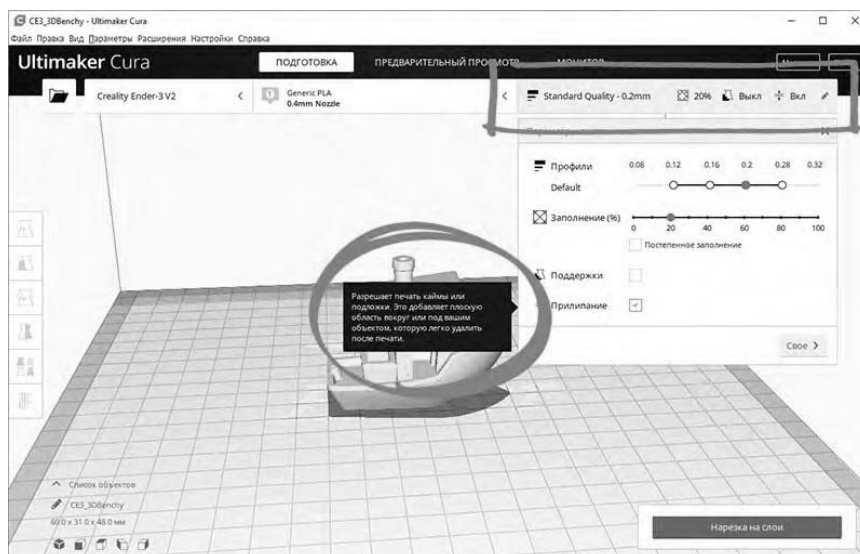 CE3_3DBenchy - Ultimaker Cura
Файл Правка Вид Параметры Расширения Настройки Справка
Ultimaker Cura
ПОДГОТОВКА
ПРЕДВАРИТЕЛЬНЫЙ ПРОСМОТР
МОНИТОР
Creality Ender-3 V2
Generic PLA
0.4mm Nozzle
Standard Quality - 0.2mm
20%
Выкл
Вкл
Профили
0.08 0.12 0.16 0.2 0.28 0.32
Default
Заполнение (%)
0 20 40 60 80 100
Постепенное заполнение
Поддержки
Прилипание
Разрешает печать каймы или
подложки. Это добавляет плоскую
область вокруг или под вашим
объектом, которую легко удалить
после печати.
Свое
Список объектов
CE3_3DBenchy
60.0 x 31.0 x 48.0 мм
Нарезка на слои